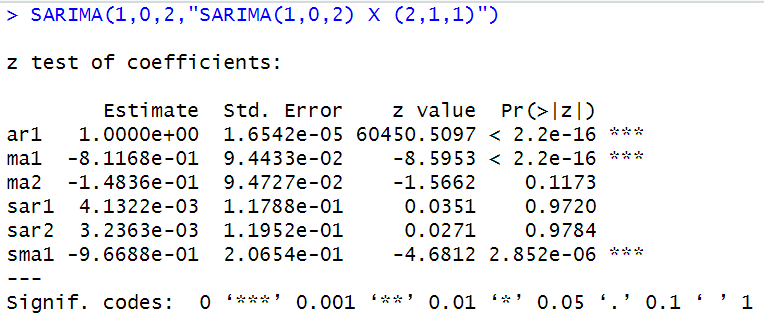 > SARIMA(1,0,2,"SARIMA(1,0,2) X (2,1,1)")
z test of coefficients:
Estimate Std. Error z value Pr(>|z|)
ar1 1.0000e+00 1.6542e-05 60450.5097 < 2.2e-16 ***
ma1 -8.1168e-01 9.4433e-02 -8.5953 < 2.2e-16 ***
ma2 -1.4836e-01 9.4727e-02 -1.5662 0.1173
sar1 4.1322e-03 1.1788e-01 0.0351 0.9720
sar2 3.2363e-03 1.1952e-01 0.0271 0.9784
sma1 -9.6688e-01 2.0654e-01 -4.6812 2.852e-06 ***
---
Signif. codes: 0 ‘***’ 0.001 ‘**’ 0.01 ‘*’ 0.05 ‘.’ 0.1 ‘ ’ 1